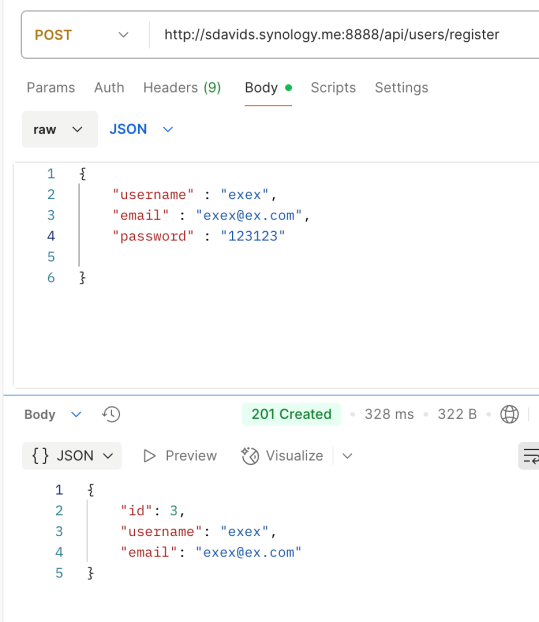 POST http://sdavids.synology.me:8888/api/users/register
Params Auth Headers (9) Body Scripts Settings
raw JSON
1 {
2 "username" : "exex",
3 "email" : "exex@ex.com",
4 "password" : "123123"
5
6 }
Body 201 Created 328 ms 322 B
{} JSON Preview Visualize
1 {
2 "id": 3,
3 "username": "exex",
4 "email": "exex@ex.com"
5 }